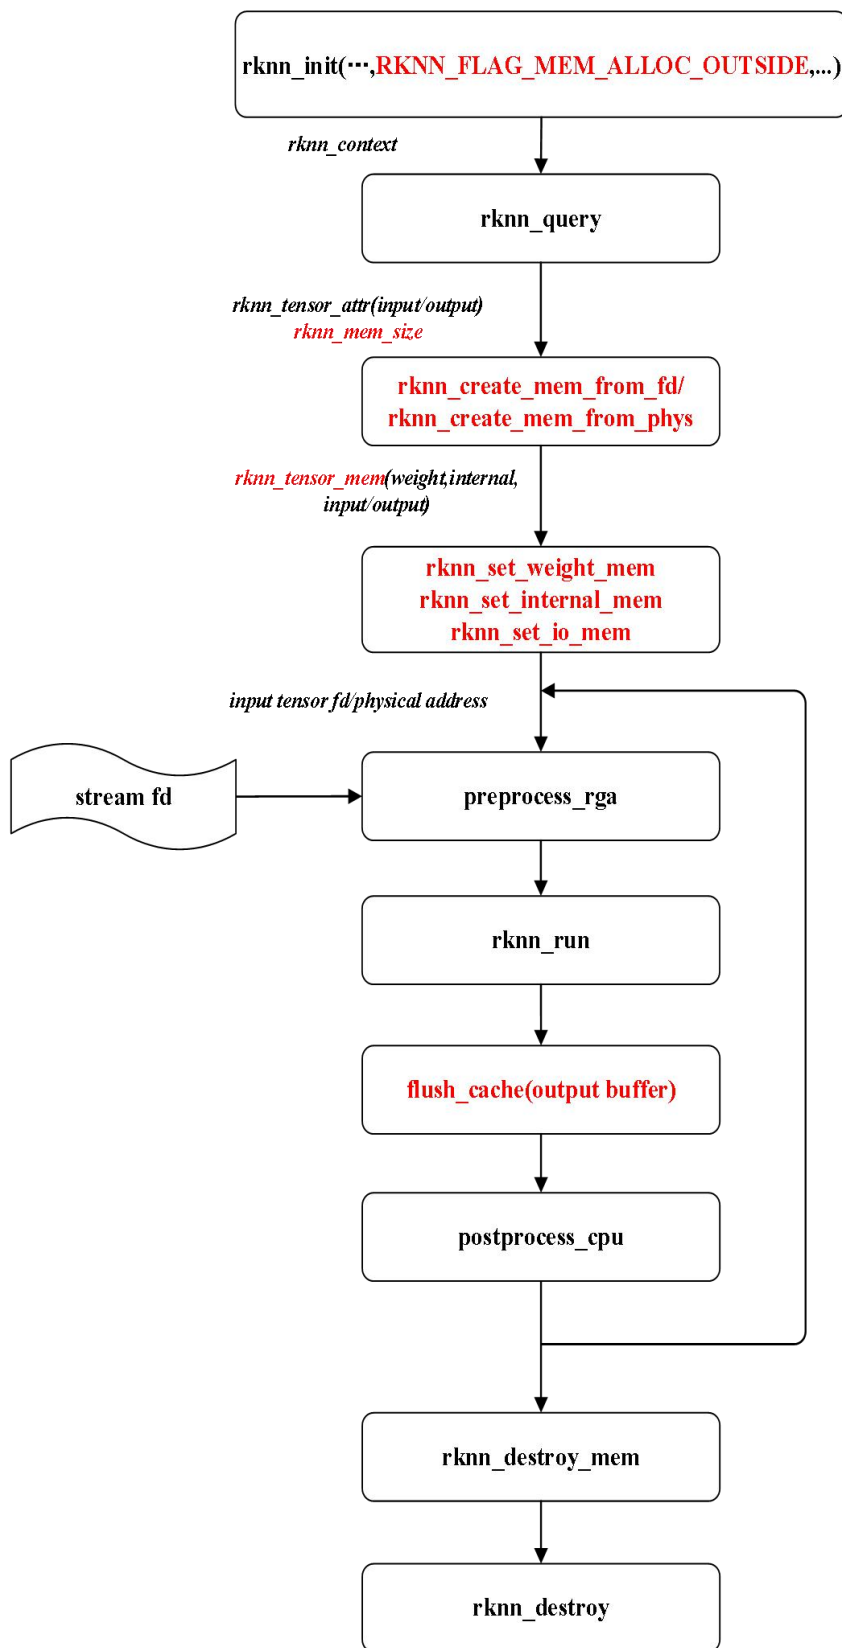 rknn_init(···,RKNN_FLAG_MEM_ALLOC_OUTSIDE,...)
rknn_context
rknn_query
rknn_tensor_attr(input/output)
rknn_mem_size
rknn_create_mem_from_fd/
rknn_create_mem_from_phys
rknn_tensor_mem(weight,internal,
input/output)
rknn_set_weight_mem
rknn_set_internal_mem
rknn_set_io_mem
input tensor fd/physical address
stream fd
preprocess_rga
rknn_run
flush_cache(output buffer)
postprocess_cpu
rknn_destroy_mem
rknn_destroy